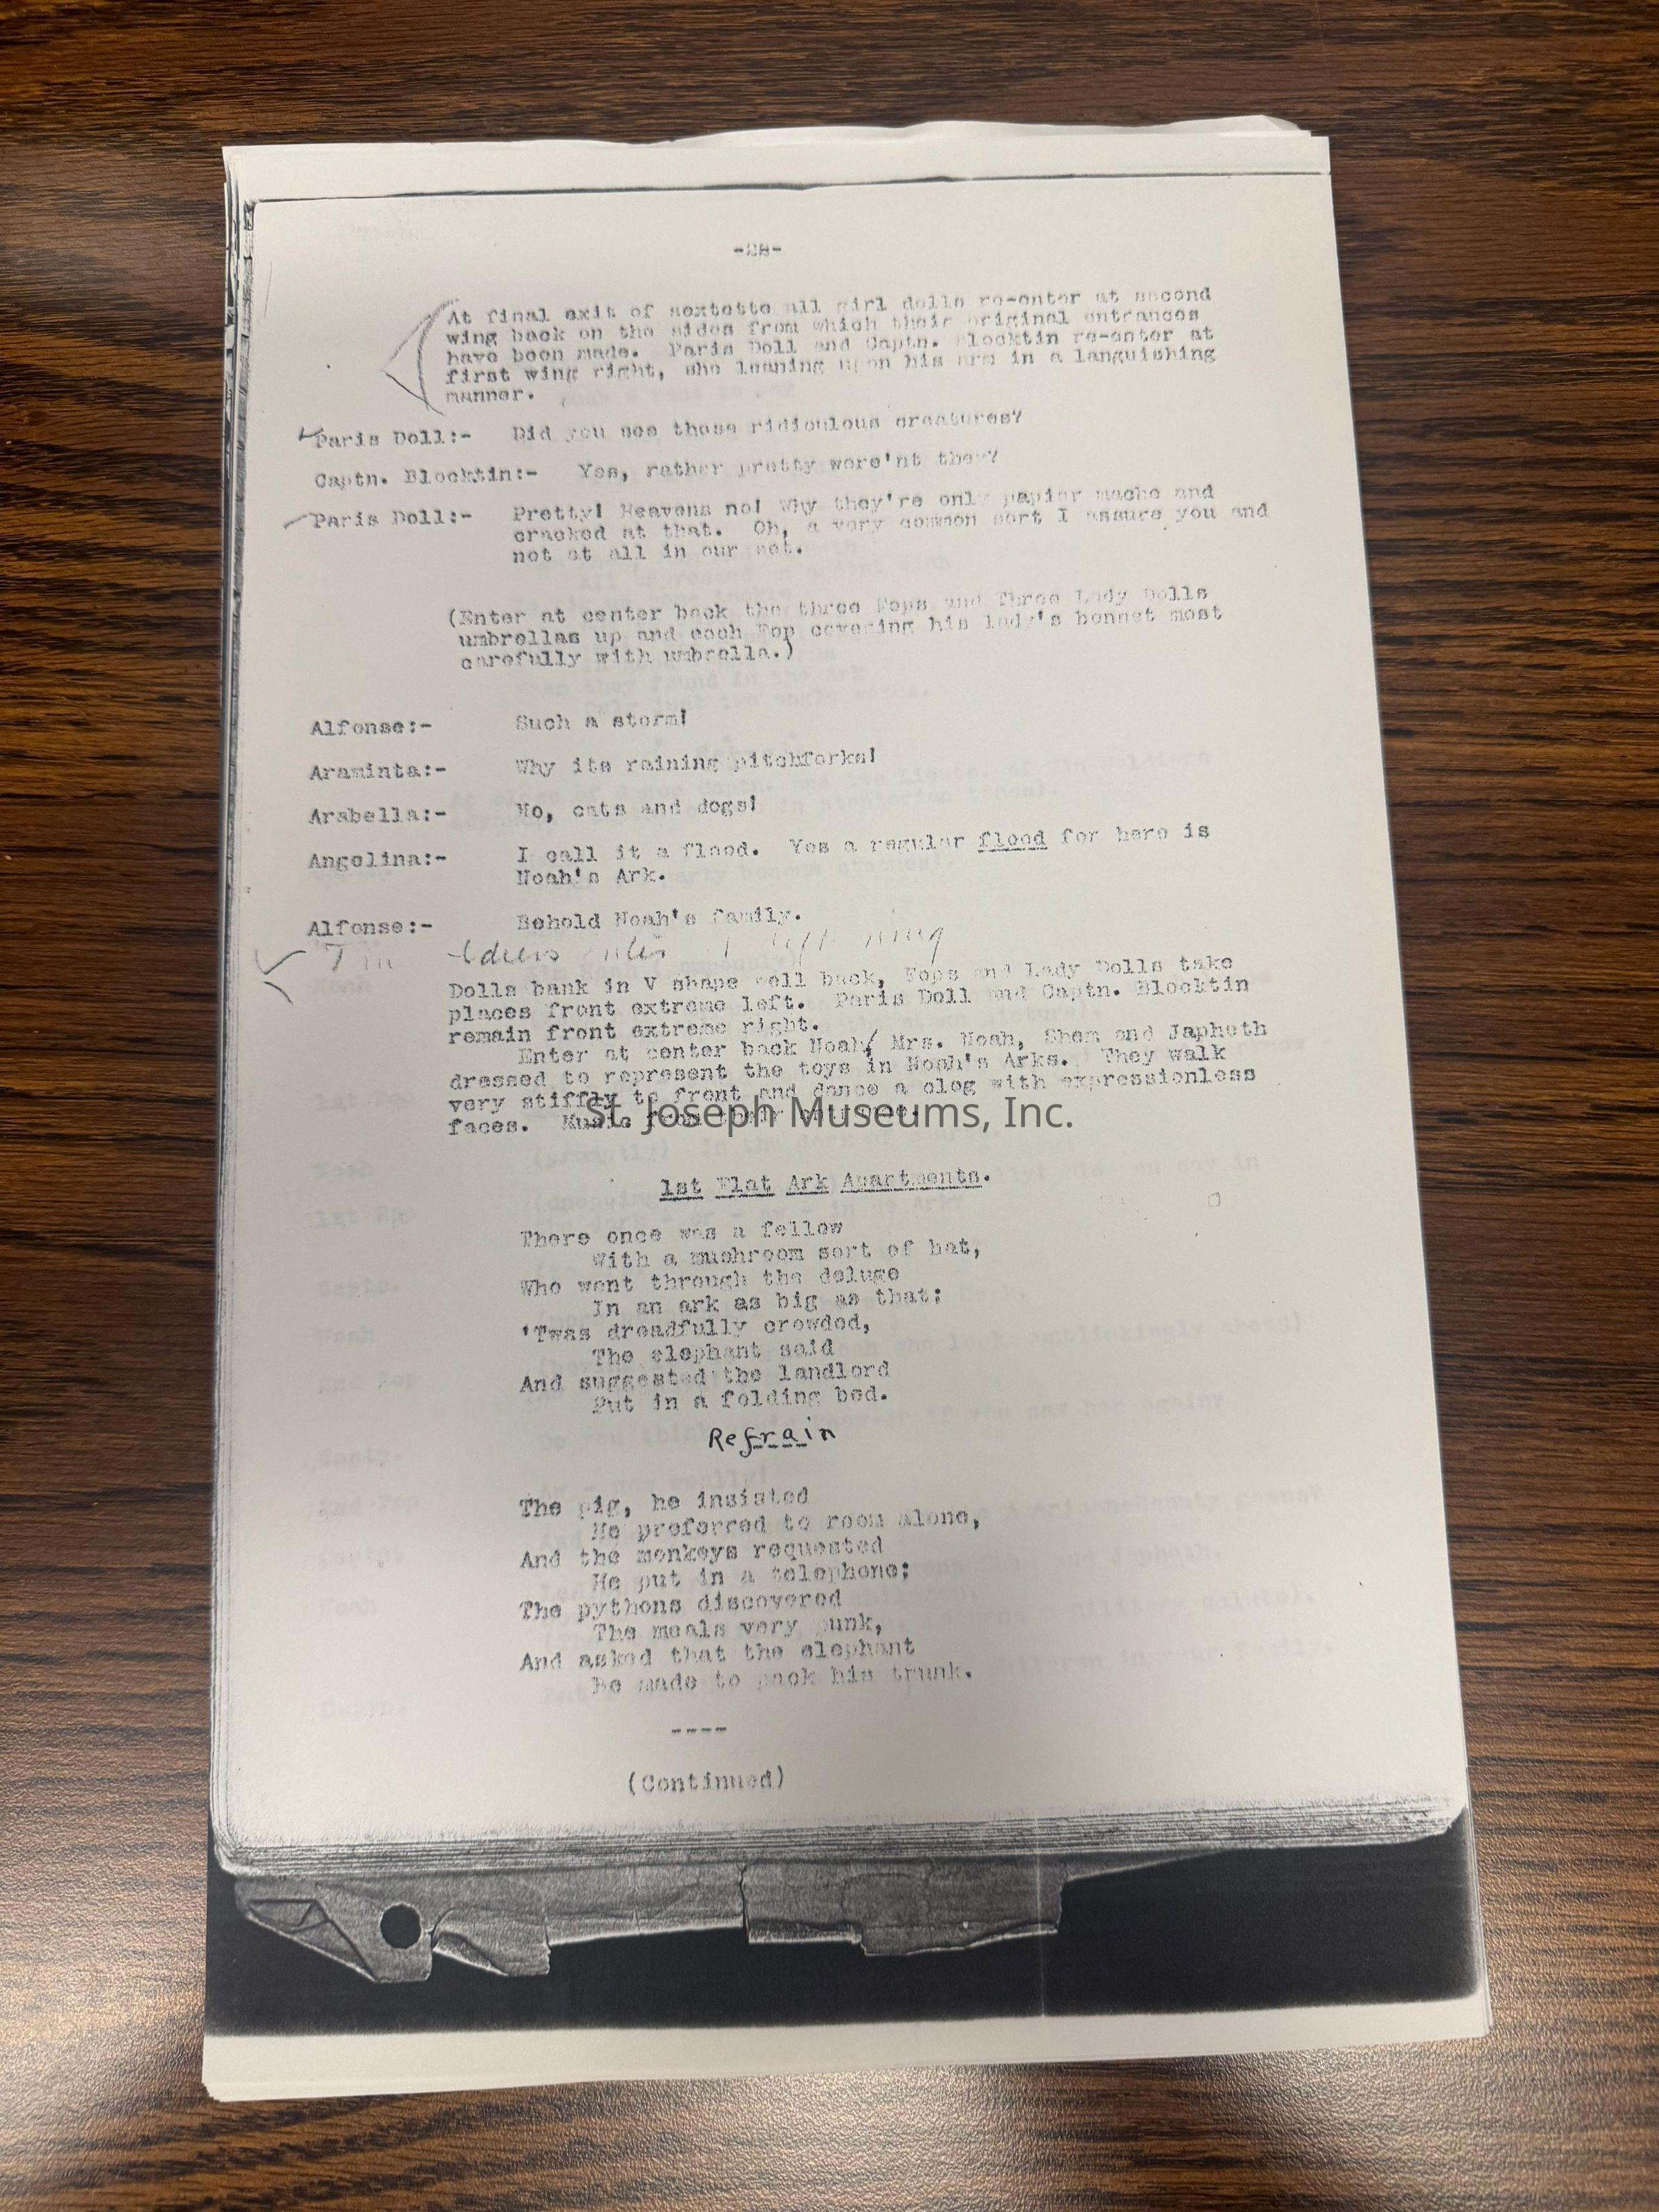 At final exit of sextette all girl dolls re-enter at second
wing back on the sides from which their original entrances
have been made. Paris Doll and Captn. Blocktin re-enter at
first wing right, she leaning upon his arm in a languishing
manner.
Paris Doll:- Did you see those ridiculous creatures?
Captn. Blocktin:- Yes, rather pretty were'nt they?
Paris Doll:- Pretty! Heavens no! Why they're only papier mache and
cracked at that. Oh, a very common sort I assure you and
not at all in our set.
(Enter at center back the three Fops and Three Lady Dolls
umbrellas up and each Fop covering his lady's bonnet most
carefully with umbrella.)
Alfonse:- Such a storm!
Araminta:- Why its raining pitchforks!
Arabella:- No, cats and dogs!
Angelina:- I call it a flood. Yes a regular flood for here is
Noah's Ark.
Alfonse:- Behold Noah's family.
Tin
Dolls bank in V shape well back, Fops and Lady Dolls take
places front extreme left. Paris Doll and Captn. Blocktin
remain front extreme right.
Enter at center back Noah, Mrs. Noah, Shem and Japheth
dressed to represent the toys in Noah's Arks. They walk
very stiffly to front and dance a clog with expressionless
faces.
St. Joseph Museums, Inc.
1st Flat Ark Apartments.
There once was a fellow
With a mushroom sort of hat,
Who went through the deluge
In an ark as big as that;
'Twas dreadfully crowded,
The elephant said
And suggested the landlord
Put in a folding bed.
Refrain
The pig, he insisted
He preferred to room alone,
And the monkeys requested
He put in a telephone;
The pythons discovered
The meals very punk,
And asked that the elephant
Be made to pack his trunk.
----
(Continued)